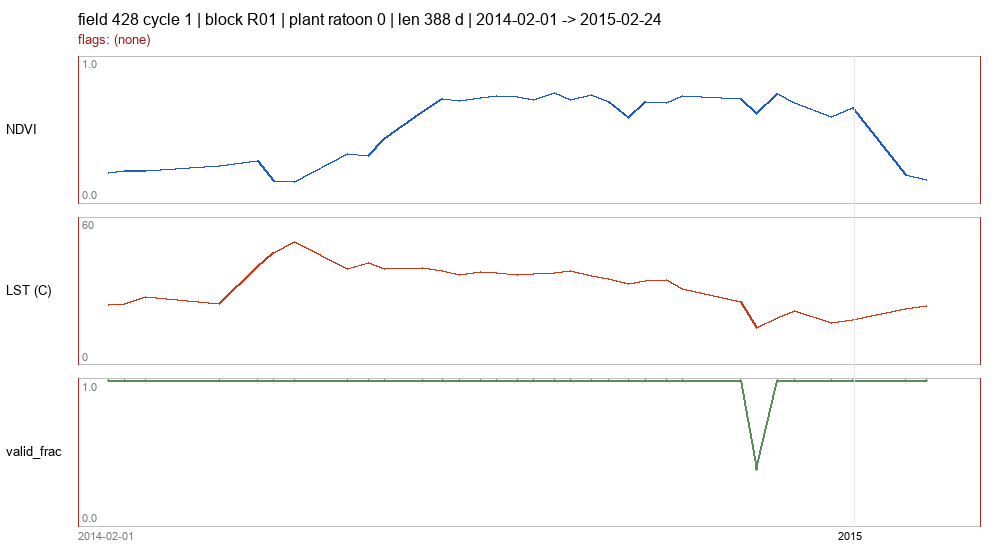 field 428 cycle 1 | block R01 | plant ratoon 0 | len 388 d | 2014-02-01 -> 2015-02-24
flags: (none)
1.0
NDVI
0.0
60
LST (C)
0
1.0
valid_frac
0.0
2014-02-01 2015